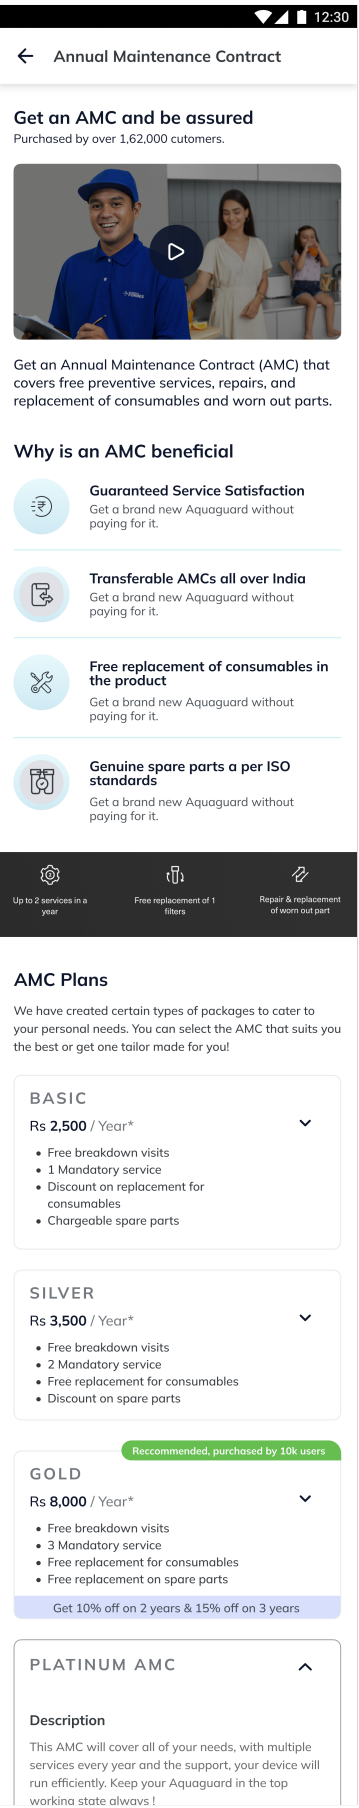 12:30
Annual Maintenance Contract
Get an AMC and be assured
Purchased by over 1,62,000 cutomers.
Get an Annual Maintenance Contract (AMC) that
covers free preventive services, repairs, and
replacement of consumables and worn out parts.
Why is an AMC beneficial
Guaranteed Service Satisfaction
Get a brand new Aquaguard without
paying for it.
Transferable AMCs all over India
Get a brand new Aquaguard without
paying for it.
Free replacement of consumables in
the product
Get a brand new Aquaguard without
paying for it.
Genuine spare parts a per ISO
standards
Get a brand new Aquaguard without
paying for it.
Up to 2 services in a
year
Free replacement of 1
filters
Repair & replacement
of worn out part
AMC Plans
We have created certain types of packages to cater to
your personal needs. You can select the AMC that suits you
the best or get one tailor made for you!
BASIC
Rs 2,500 / Year*
• Free breakdown visits
• 1 Mandatory service
• Discount on replacement for
consumables
• Chargeable spare parts
SILVER
Rs 3,500 / Year*
• Free breakdown visits
• 2 Mandatory service
• Free replacement for consumables
• Discount on spare parts
Reccommended, purchased by 10k users
GOLD
Rs 8,000 / Year*
• Free breakdown visits
• 3 Mandatory service
• Free replacement for consumables
• Free replacement on spare parts
Get 10% off on 2 years & 15% off on 3 years
PLATINUM AMC
Description
This AMC will cover all of your needs, with multiple
services every year and the support, your device will
run efficiently. Keep your Aquaguard in the top
working state always !